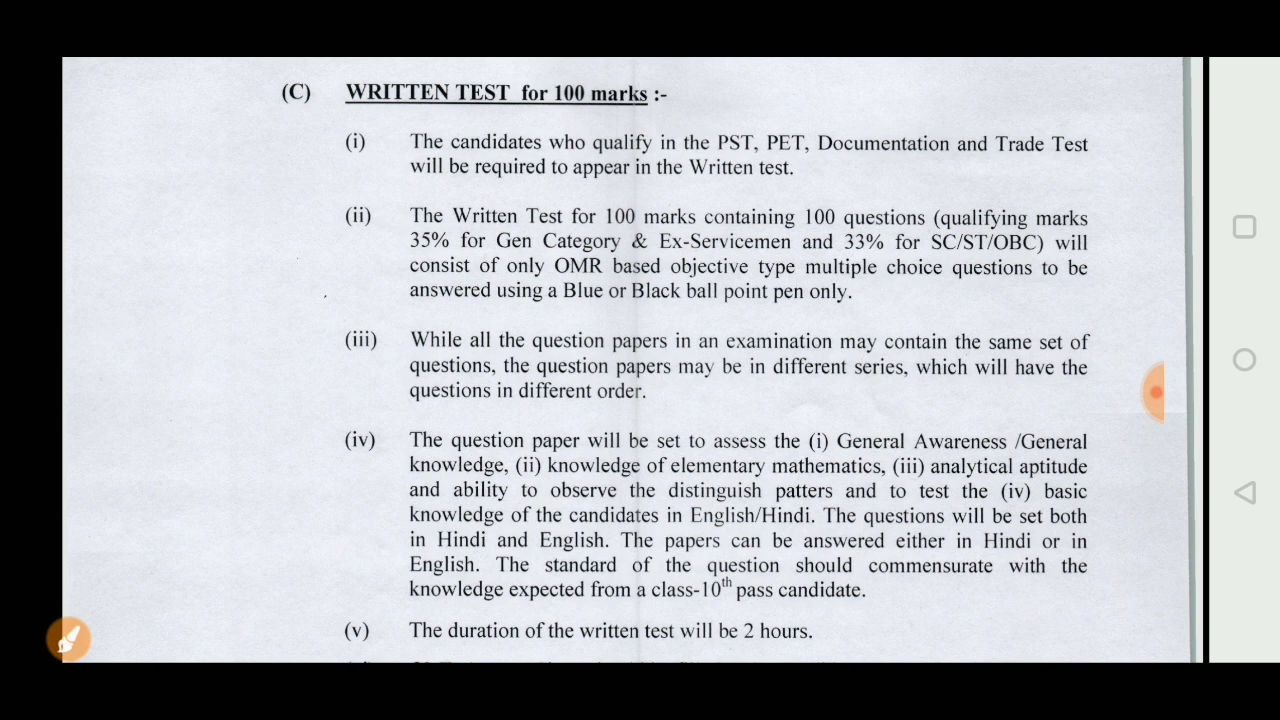 (C) WRITTEN TEST for 100 marks :-
(i) The candidates who qualify in the PST, PET, Documentation and Trade Test
will be required to appear in the Written test.
(ii) The Written Test for 100 marks containing 100 questions (qualifying marks
35% for Gen Category & Ex-Servicemen and 33% for SC/ST/OBC) will
consist of only OMR based objective type multiple choice questions to be
answered using a Blue or Black ball point pen only.
(iii) While all the question papers in an examination may contain the same set of
questions, the question papers may be in different series, which will have the
questions in different order.
(iv) The question paper will be set to assess the (i) General Awareness /General
knowledge, (ii) knowledge of elementary mathematics, (iii) analytical aptitude
and ability to observe the distinguish patters and to test the (iv) basic
knowledge of the candidates in English/Hindi. The questions will be set both
in Hindi and English. The papers can be answered either in Hindi or in
English. The standard of the question should commensurate with the
knowledge expected from a class-10th pass candidate.
(v) The duration of the written test will be 2 hours.